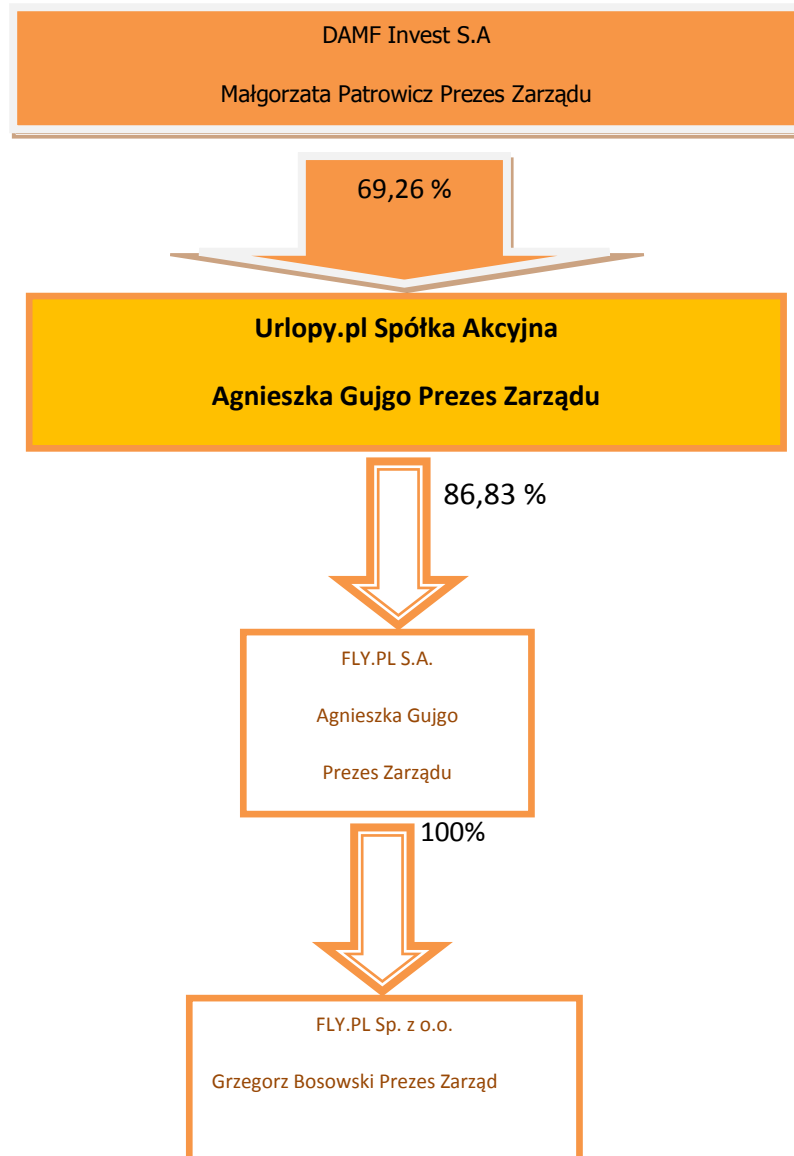 DAMF Invest S.A
Małgorzata Patrowicz Prezes Zarządu
69,26 %
Urlopy.pl Spółka Akcyjna
Agnieszka Gujgo Prezes Zarządu
86,83 %
FLY.PL S.A.
Agnieszka Gujgo
Prezes Zarządu
100%
FLY.PL Sp. z o.o.
Grzegorz Bosowski Prezes Zarząd